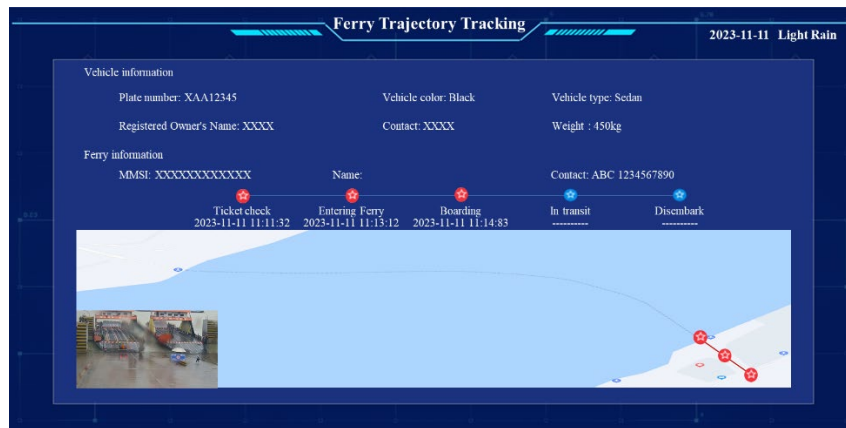 Ferry Trajectory Tracking
2023-11-11 Light Rain
Vehicle information
Plate number: XAA12345 Vehicle color: Black Vehicle type: Sedan
Registered Owner's Name: XXXX Contact: XXXX Weight : 450kg
Ferry information
MMSI: XXXXXXXXXXXX Name: Contact: ABC 1234567890
Ticket check Entering Ferry Boarding In transit Disembark
2023-11-11 11:11:32 2023-11-11 11:13:12 2023-11-11 11:14:83 ---------- ----------